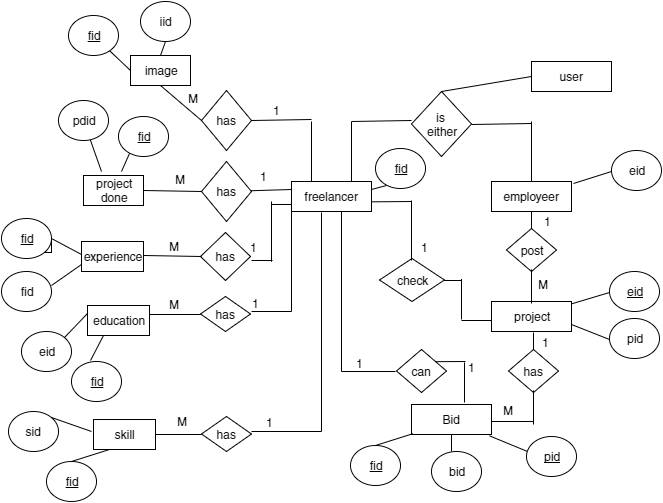 iid
fid
user
image
M
1
has
is
either
pdid
fid
project
done
M
has
1
fid
freelancer
eid
employeer
1
fid
experience
M
has
1
post
check
1
M
fid
eid
project
pid
education
M
has
1
eid
fid
1
can
1
1
has
sid
skill
M
has
1
Bid
M
fid
fid
bid
pid